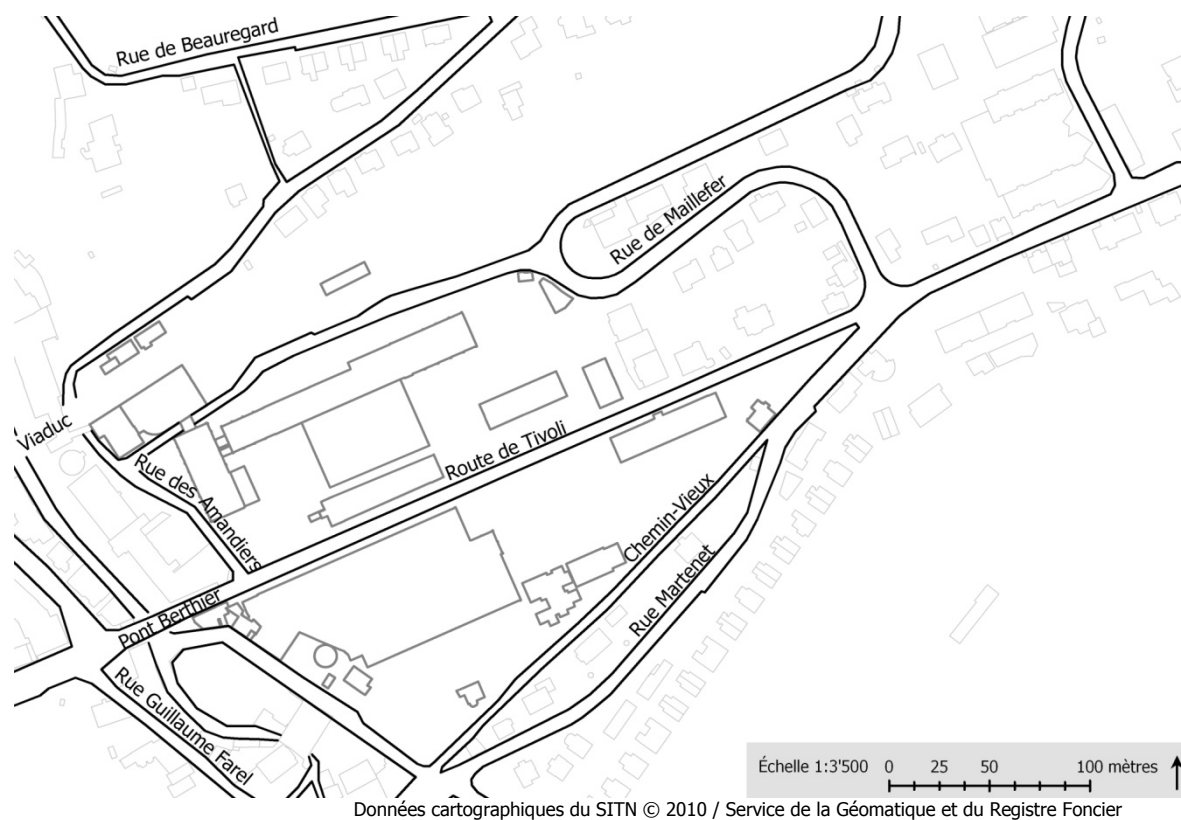 Rue de Beauregard
Rue de Maillefer
Viaduc
Rue des Amandiers
Route de Tivoli
Chemin-Vieux
Rue Martenet
Pont Berthier
Rue Guillaume Farel
Échelle 1:3'500 0 25 50 100 mètres
Données cartographiques du SITN © 2010 / Service de la Géomatique et du Registre Foncier